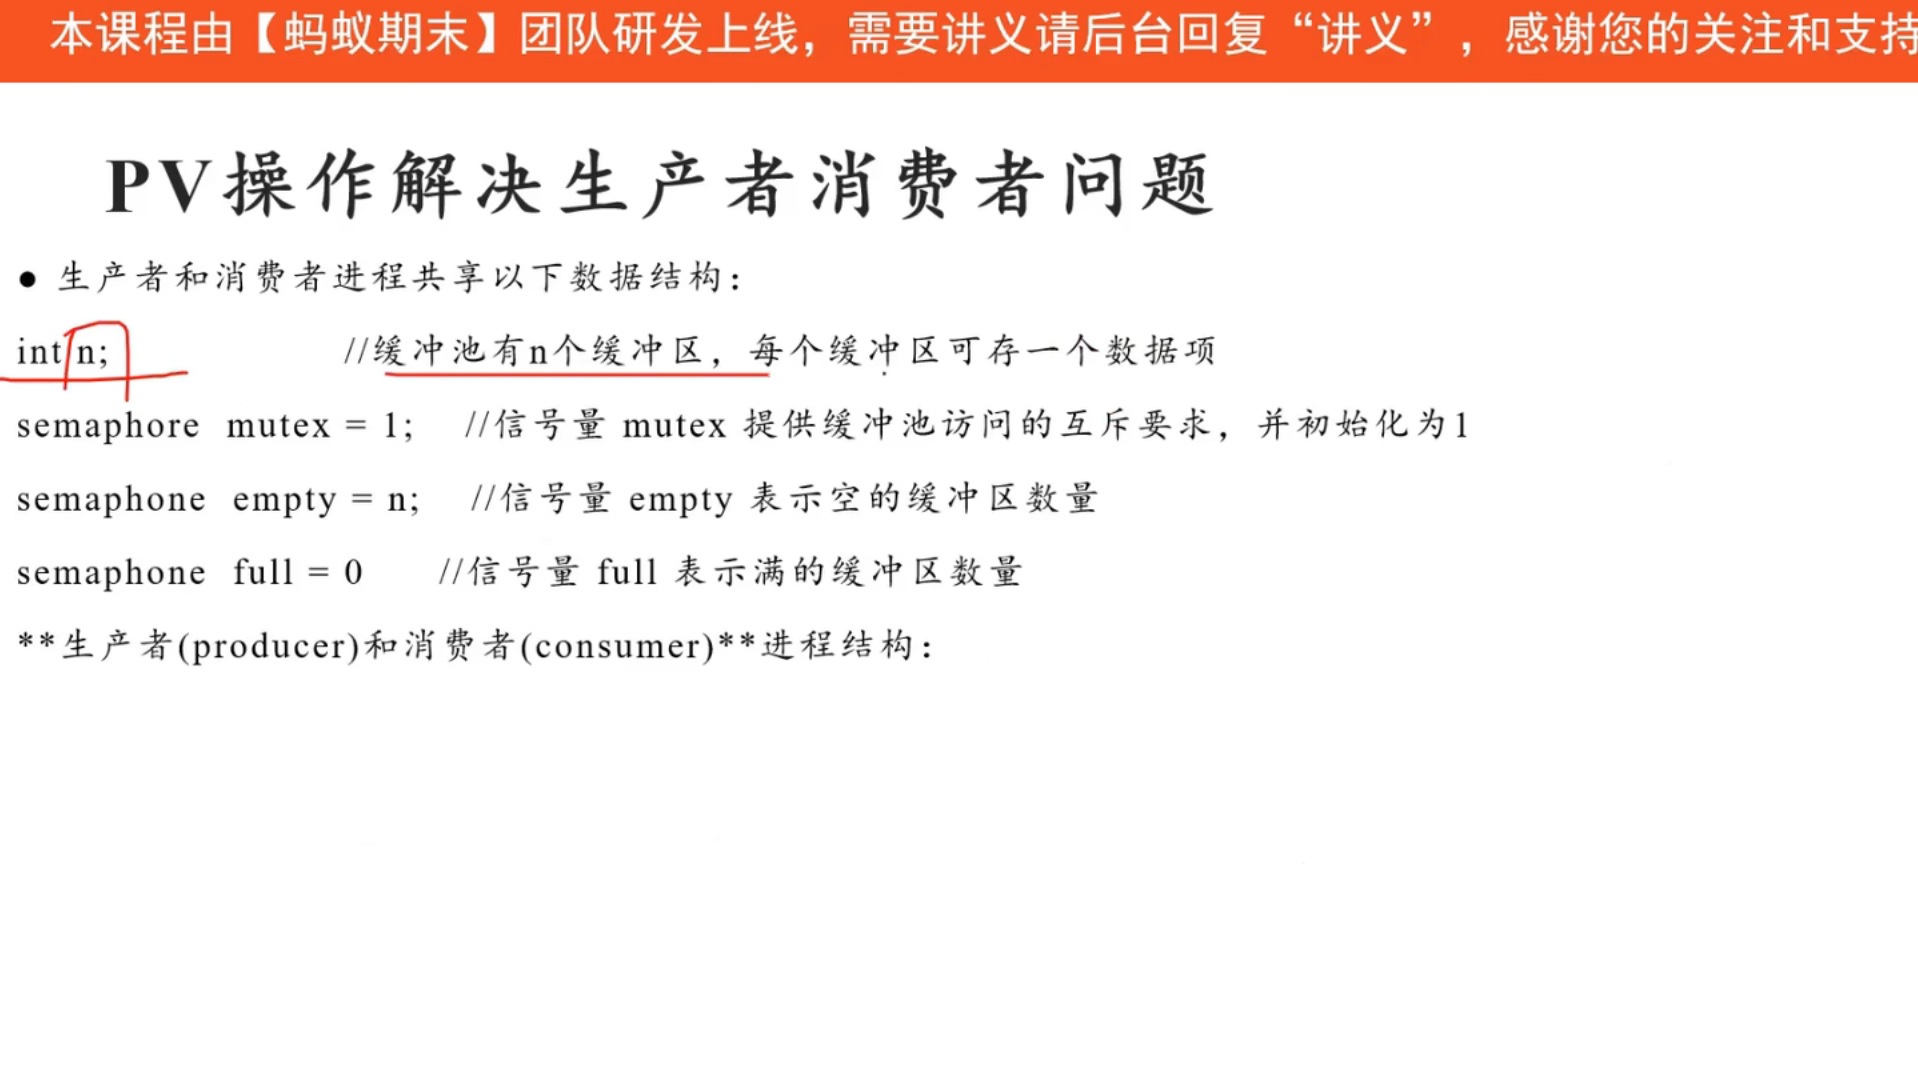 本课程由【蚂蚁期末】团队研发上线，需要讲义请后台回复“讲义”，感谢您的关注和支持
PV操作解决生产者消费者问题
● 生产者和消费者进程共享以下数据结构：
int n; //缓冲池有n个缓冲区，每个缓冲区可存一个数据项
semaphore mutex = 1; //信号量 mutex 提供缓冲池访问的互斥要求，并初始化为1
semaphone empty = n; //信号量 empty 表示空的缓冲区数量
semaphone full = 0 //信号量 full 表示满的缓冲区数量
**生产者(producer)和消费者(consumer)**进程结构：